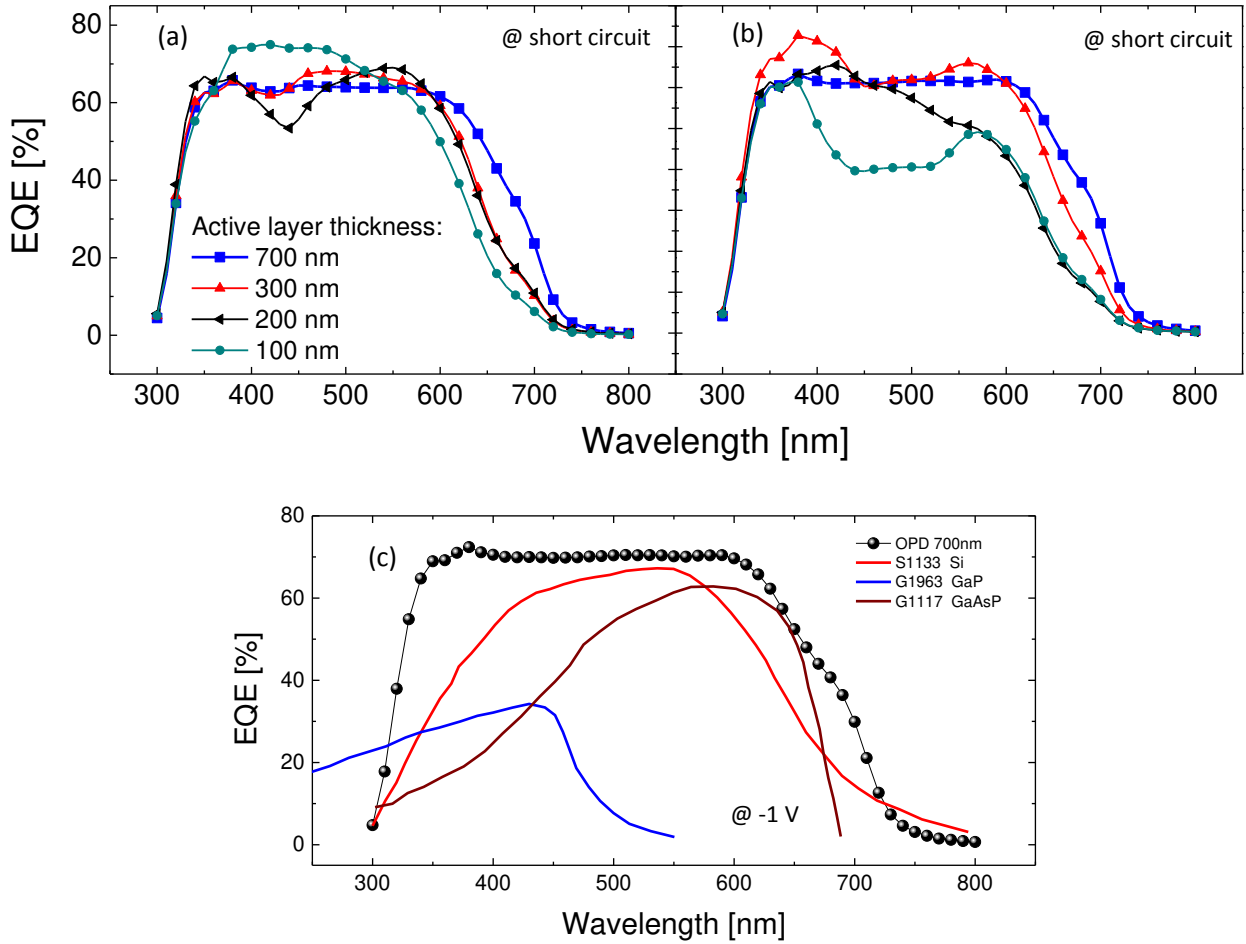 (a)
@ short circuit
(b)
@ short circuit
EQE [%]
80
60
40
20
0
Active layer thickness:
700 nm
300 nm
200 nm
100 nm
300 400 500 600 700 800
300 400 500 600 700 800
Wavelength [nm]
(c)
EQE [%]
80
60
40
20
0
OPD 700nm
S1133 Si
G1963 GaP
G1117 GaAsP
@ -1 V
300 400 500 600 700 800
Wavelength [nm]